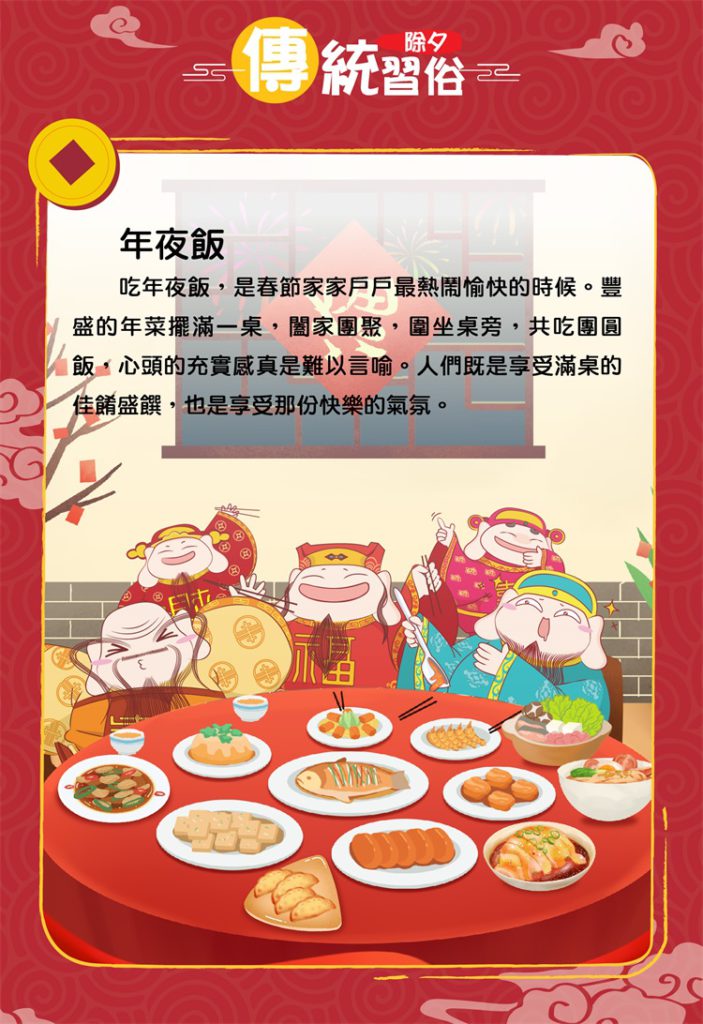 除夕
傳統習俗
年夜飯
吃年夜飯，是春節家家戶戶最熱鬧愉快的時候。豐
盛的年菜擺滿一桌，闔家團聚，圍坐桌旁，共吃團圓
飯，心頭的充實感真是難以言喻。人們既是享受滿桌的
佳餚盛饌，也是享受那份快樂的氣氛。
福